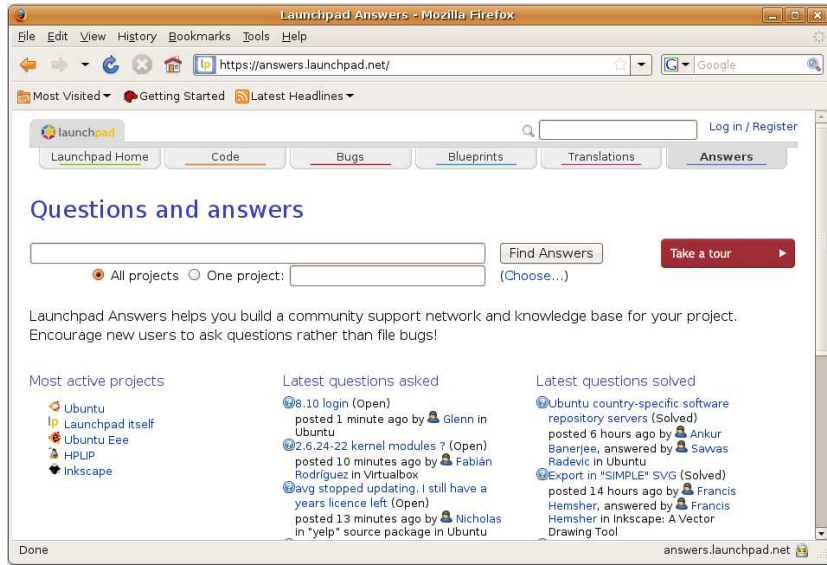 Launchpad Answers - Mozilla Firefox
File Edit View History Bookmarks Tools Help
lp https://answers.launchpad.net/ G Google
Most Visited Getting Started Latest Headlines
launchpad Log in / Register
Launchpad Home Code Bugs Blueprints Translations Answers
Questions and answers
Find Answers Take a tour
All projects One project: (Choose...)
Launchpad Answers helps you build a community support network and knowledge base for your project.
Encourage new users to ask questions rather than file bugs!
Most active projects
Ubuntu
lp Launchpad itself
Ubuntu Eee
HPLIP
Inkscape
Latest questions asked
8.10 login (Open)
posted 1 minute ago by Glenn in
Ubuntu
2.6.24-22 kernel modules ? (Open)
posted 10 minutes ago by Fabián
Rodríguez in Virtualbox
avg stopped updating. I still have a
years licence left (Open)
posted 13 minutes ago by Nicholas
in "yelp" source package in Ubuntu
Latest questions solved
Ubuntu country-specific software
repository servers (Solved)
posted 6 hours ago by Ankur
Banerjee, answered by Savvas
Radevic in Ubuntu
Export in "SIMPLE" SVG (Solved)
posted 14 hours ago by Francis
Hemsher, answered by Francis
Hemsher in Inkscape: A Vector
Drawing Tool
Done answers.launchpad.net